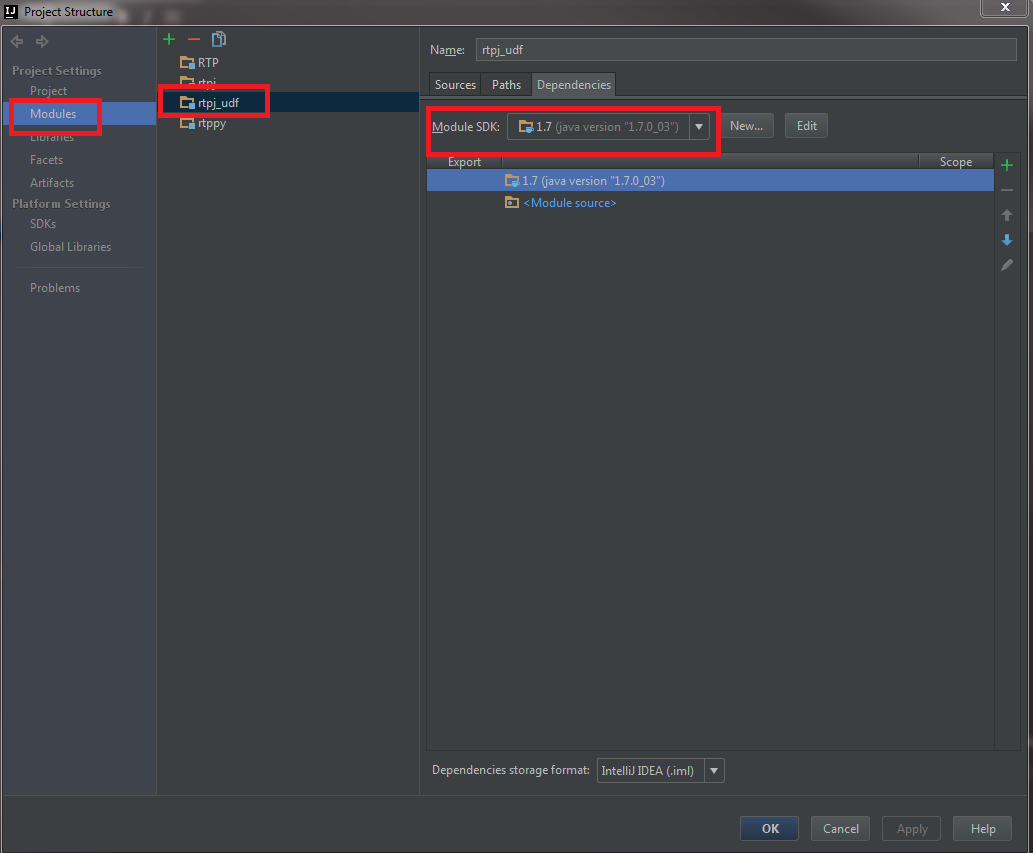 IJ Project Structure
Project Settings
Project
Modules
Libraries
Facets
Artifacts
Platform Settings
SDKs
Global Libraries
Problems
RTP
rtpj
rtpj_udf
rtppy
Name: rtpj_udf
Sources Paths Dependencies
Module SDK: 1.7 (java version "1.7.0_03") New... Edit
Export Scope
1.7 (java version "1.7.0_03")
<Module source>
Dependencies storage format: IntelliJ IDEA (.iml)
OK Cancel Apply Help